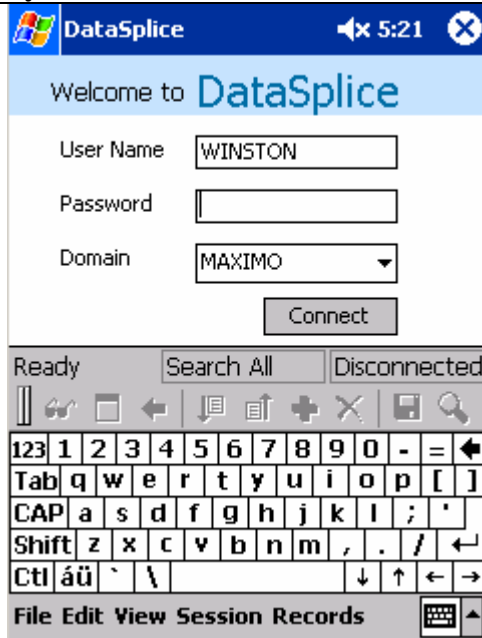 DataSplice 5:21
Welcome to DataSplice
User Name WINSTON
Password
Domain MAXIMO
Connect
Ready Search All Disconnected
123 1 2 3 4 5 6 7 8 9 0 - =
Tab q w e r t y u i o p [ ]
CAP a s d f g h j k l ; '
Shift z x c v b n m , . /
Ctl áü ` \
File Edit View Session Records